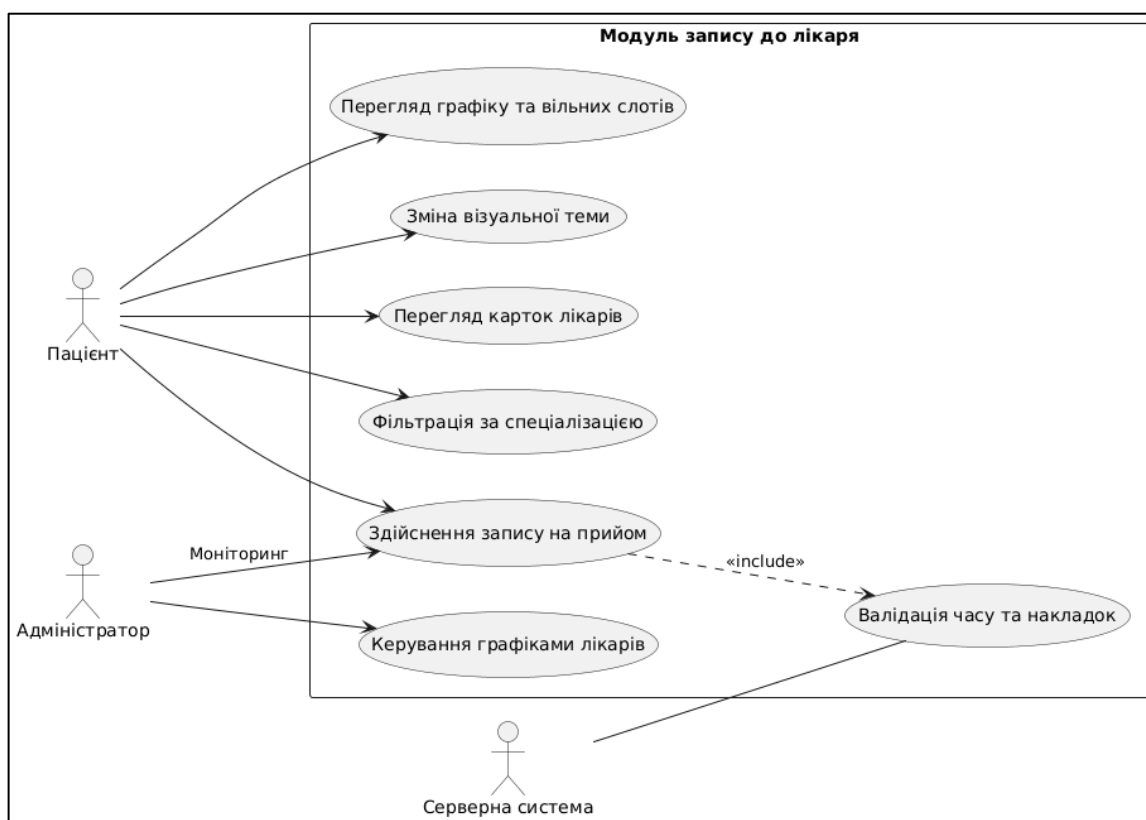 Модуль запису до лікаря
Перегляд графіку та вільних слотів
Зміна візуальної теми
Перегляд карток лікарів
Пацієнт
Фільтрація за спеціалізацією
Здійснення запису на прийом
Моніторинг
«include»
Адміністратор
Валідація часу та накладок
Керування графіками лікарів
Серверна система